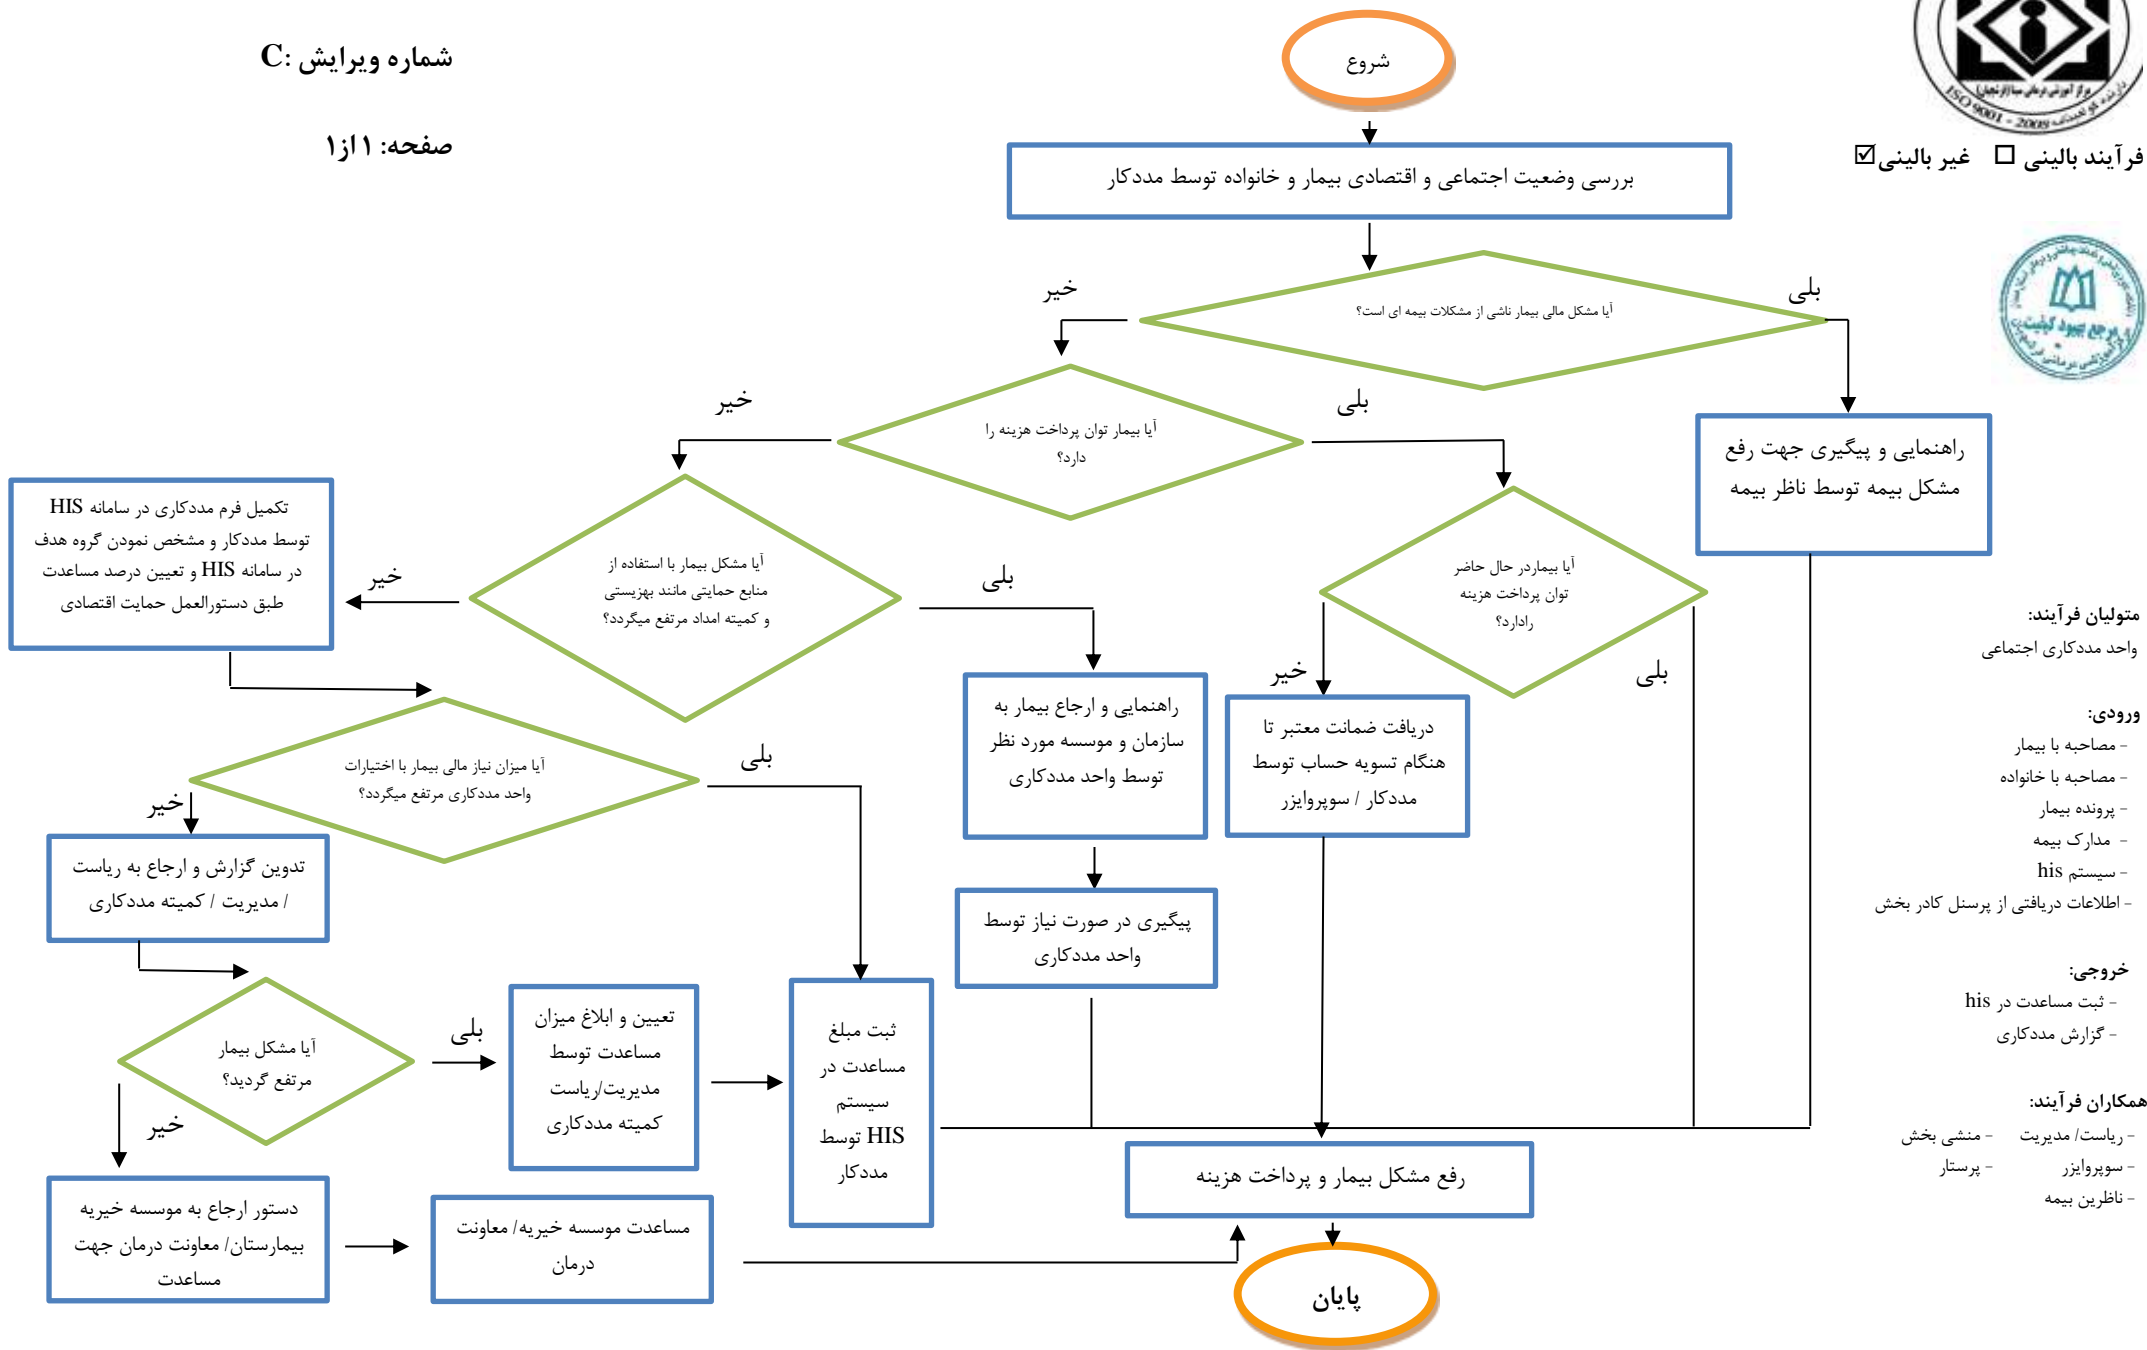 شماره ویرایش :C
صفحه: ۱ از۱
ISO 9001 - 2008
مرکز آموزشی درمانی سینا (فرشچیان)
فرآیند بالینی ☐ غیر بالینی☑
شروع
بررسی وضعیت اجتماعی و اقتصادی بیمار و خانواده توسط مددکار
آیا مشکل مالی بیمار ناشی از مشکلات بیمه ای است؟
بلی
خیر
راهنمایی و پیگیری جهت رفع
مشکل بیمه توسط ناظر بیمه
آیا بیمار توان پرداخت هزینه را
دارد؟
بلی
خیر
آیا بیماردر حال حاضر
توان پرداخت هزینه
رادارد؟
بلی
خیر
دریافت ضمانت معتبر تا
هنگام تسویه حساب توسط
مددکار / سوپروایزر
آیا مشکل بیمار با استفاده از
منابع حمایتی مانند بهزیستی
و کمیته امداد مرتفع میگردد؟
بلی
خیر
راهنمایی و ارجاع بیمار به
سازمان و موسسه مورد نظر
توسط واحد مددکاری
پیگیری در صورت نیاز توسط
واحد مددکاری
تکمیل فرم مددکاری در سامانه HIS
توسط مددکار و مشخص نمودن گروه هدف
در سامانه HIS و تعیین درصد مساعدت
طبق دستورالعمل حمایت اقتصادی
آیا میزان نیاز مالی بیمار با اختیارات
واحد مددکاری مرتفع میگردد؟
بلی
خیر
تدوین گزارش و ارجاع به ریاست
/ مدیریت / کمیته مددکاری
آیا مشکل بیمار
مرتفع گردید؟
بلی
خیر
تعیین و ابلاغ میزان
مساعدت توسط
مدیریت/ریاست
کمیته مددکاری
ثبت مبلغ
مساعدت در
سیستم
HIS توسط
مددکار
دستور ارجاع به موسسه خیریه
بیمارستان/ معاونت درمان جهت
مساعدت
مساعدت موسسه خیریه/ معاونت
درمان
رفع مشکل بیمار و پرداخت هزینه
پایان
مرجع بهبود کیفیت
متولیان فرآیند:
واحد مددکاری اجتماعی
ورودی:
- مصاحبه با بیمار
- مصاحبه با خانواده
- پرونده بیمار
- مدارک بیمه
- سیستم his
- اطلاعات دریافتی از پرسنل کادر بخش
خروجی:
- ثبت مساعدت در his
- گزارش مددکاری
همکاران فرآیند:
- ریاست/ مدیریت - منشی بخش
- سوپروایزر - پرستار
- ناظرین بیمه